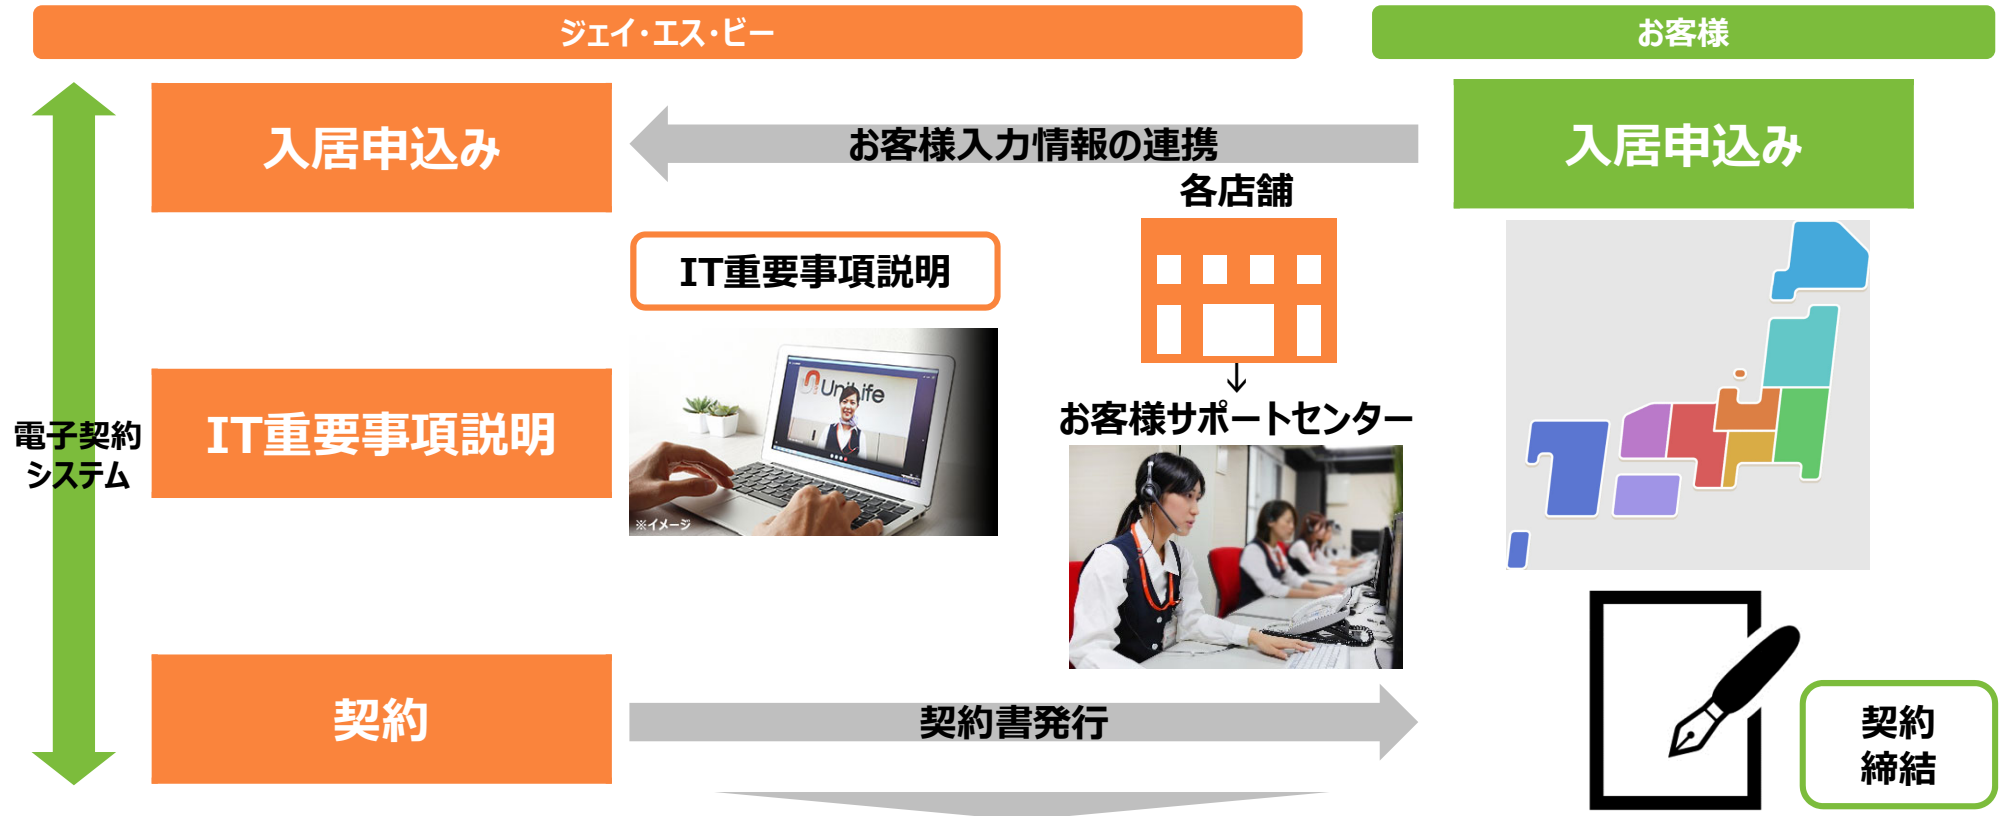 ジェイ・エス・ビー
お客様
入居申込み
お客様入力情報の連携
入居申込み
各店舗
IT重要事項説明
UniLife
お客様サポートセンター
IT重要事項説明
電子契約
システム
※イメージ
契約
契約書発行
契約
締結